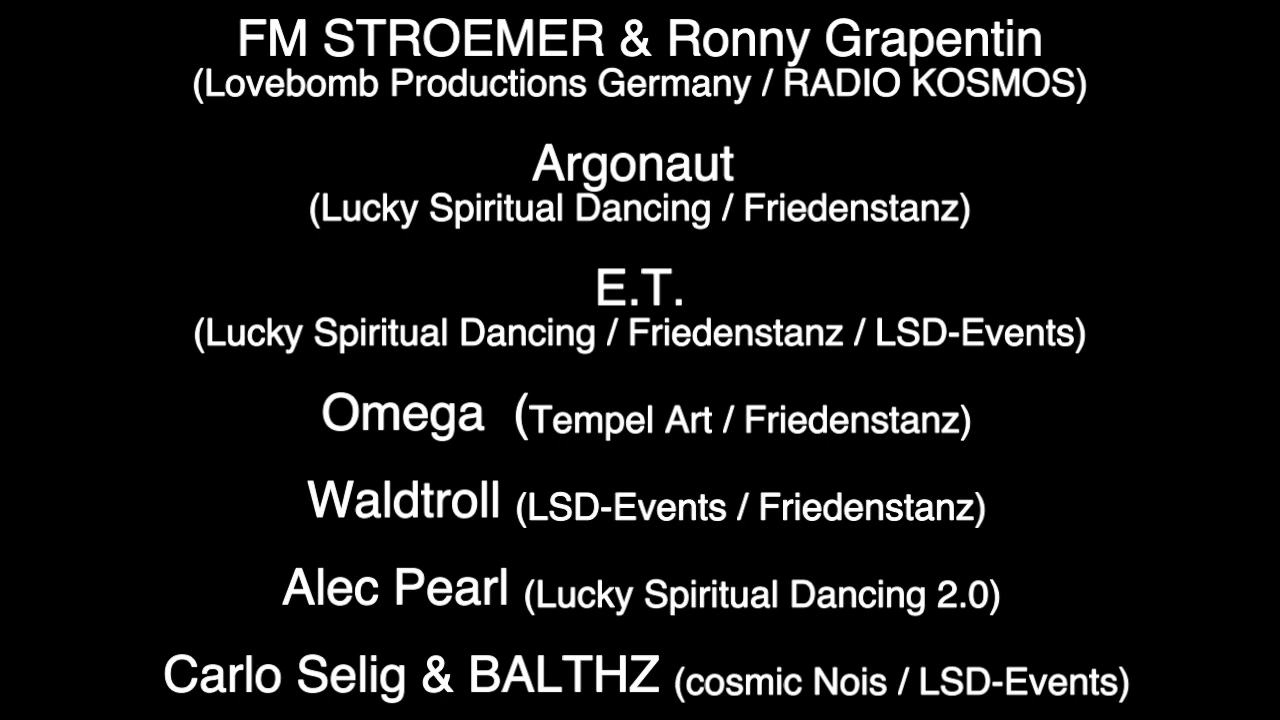 FM STROEMER & Ronny Grapentin
(Lovebomb Productions Germany / RADIO KOSMOS)
Argonaut
(Lucky Spiritual Dancing / Friedenstanz)
E.T.
(Lucky Spiritual Dancing / Friedenstanz / LSD-Events)
Omega (Tempel Art / Friedenstanz)
Waldtroll (LSD-Events / Friedenstanz)
Alec Pearl (Lucky Spiritual Dancing 2.0)
Carlo Selig & BALTHZ (cosmic Nois / LSD-Events)